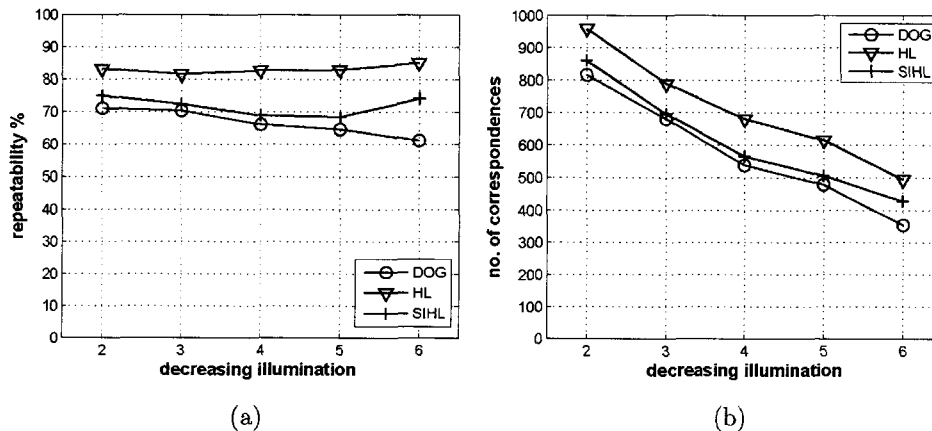 100
90
80
70
60
50
40
30
20
10
0
repeatability %
2 3 4 5 6
decreasing illumination
DOG
HL
SIHL
(a)
1000
900
800
700
600
500
400
300
200
100
0
no. of correspondences
2 3 4 5 6
decreasing illumination
DOG
HL
SIHL
(b)